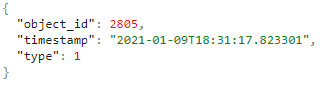 {
  "object_id": 2805,
  "timestamp": "2021-01-09T18:31:17.823301",
  "type": 1
}